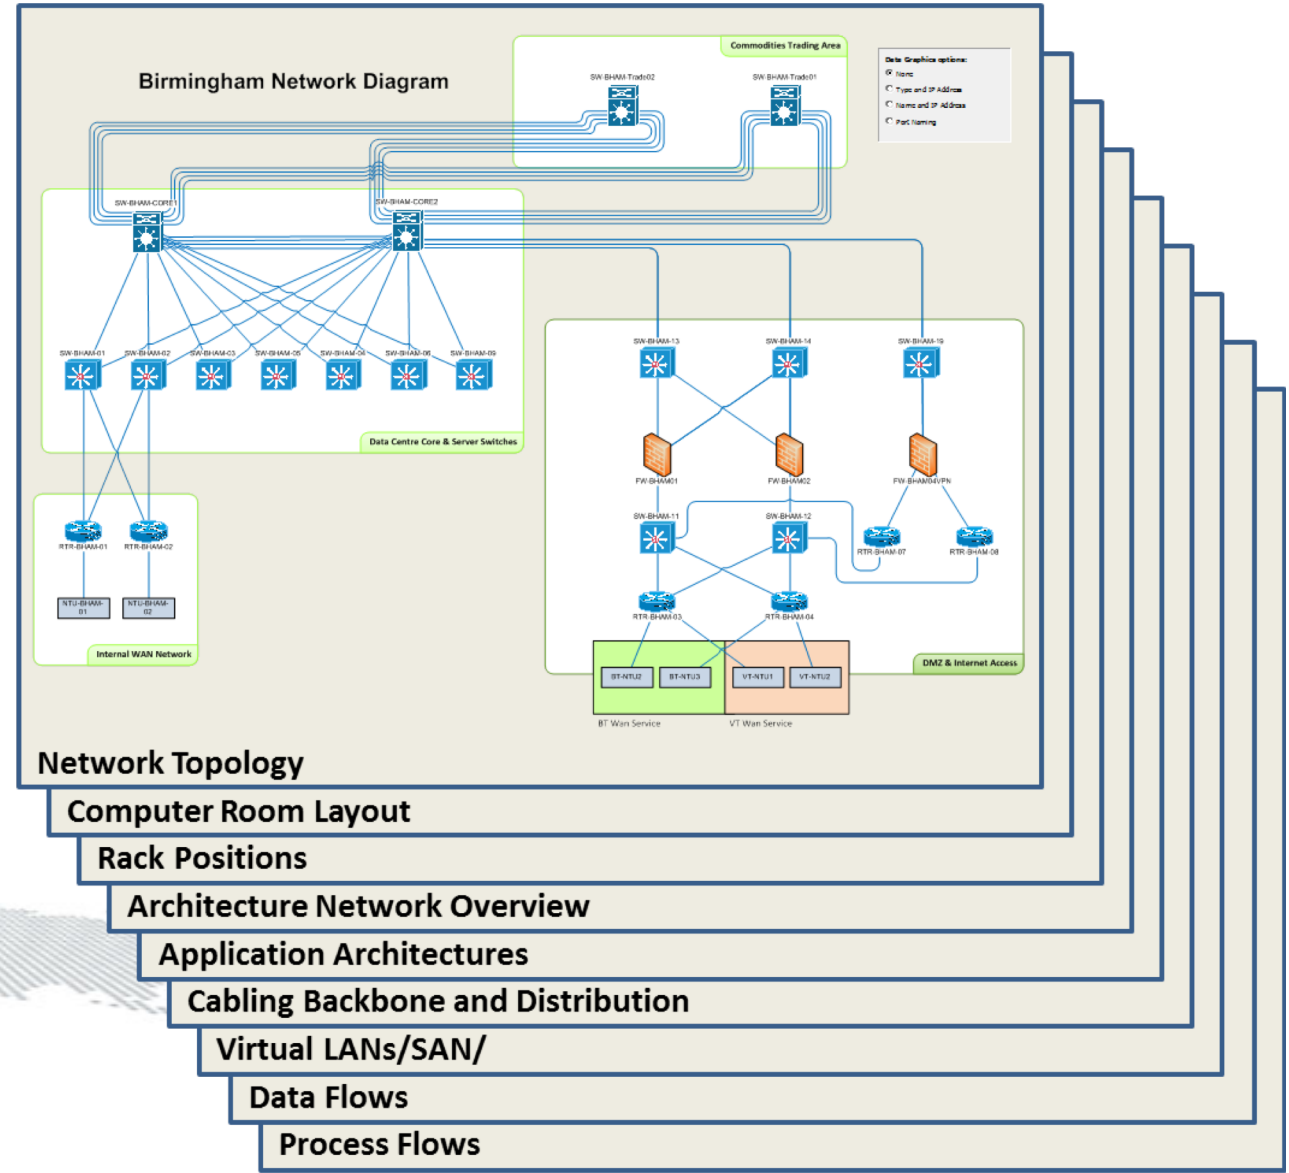 Birmingham Network Diagram
Commodities Trading Area
SW-BHAM-Trade02
SW-BHAM-Trade01
Data Graphics options:
None
Type and IP Address
Name and IP Address
Port Naming
SW-BHAM-CORE1
SW-BHAM-CORE2
SW-BHAM-01
SW-BHAM-02
SW-BHAM-03
SW-BHAM-05
SW-BHAM-04
SW-BHAM-06
SW-BHAM-09
Data Centre Core & Server Switches
SW-BHAM-13
SW-BHAM-14
SW-BHAM-19
FW-BHAM01
FW-BHAM02
FW-BHAM04VPN
SW-BHAM-11
SW-BHAM-12
RTR-BHAM-07
RTR-BHAM-08
RTR-BHAM-01
RTR-BHAM-02
NTU-BHAM-
01
NTU-BHAM-
02
Internal WAN Network
RTR-BHAM-03
RTR-BHAM-04
BT-NTU2
BT-NTU3
VT-NTU1
VT-NTU2
DMZ & Internet Access
BT Wan Service
VT Wan Service
Network Topology
Computer Room Layout
Rack Positions
Architecture Network Overview
Application Architectures
Cabling Backbone and Distribution
Virtual LANs/SAN/
Data Flows
Process Flows